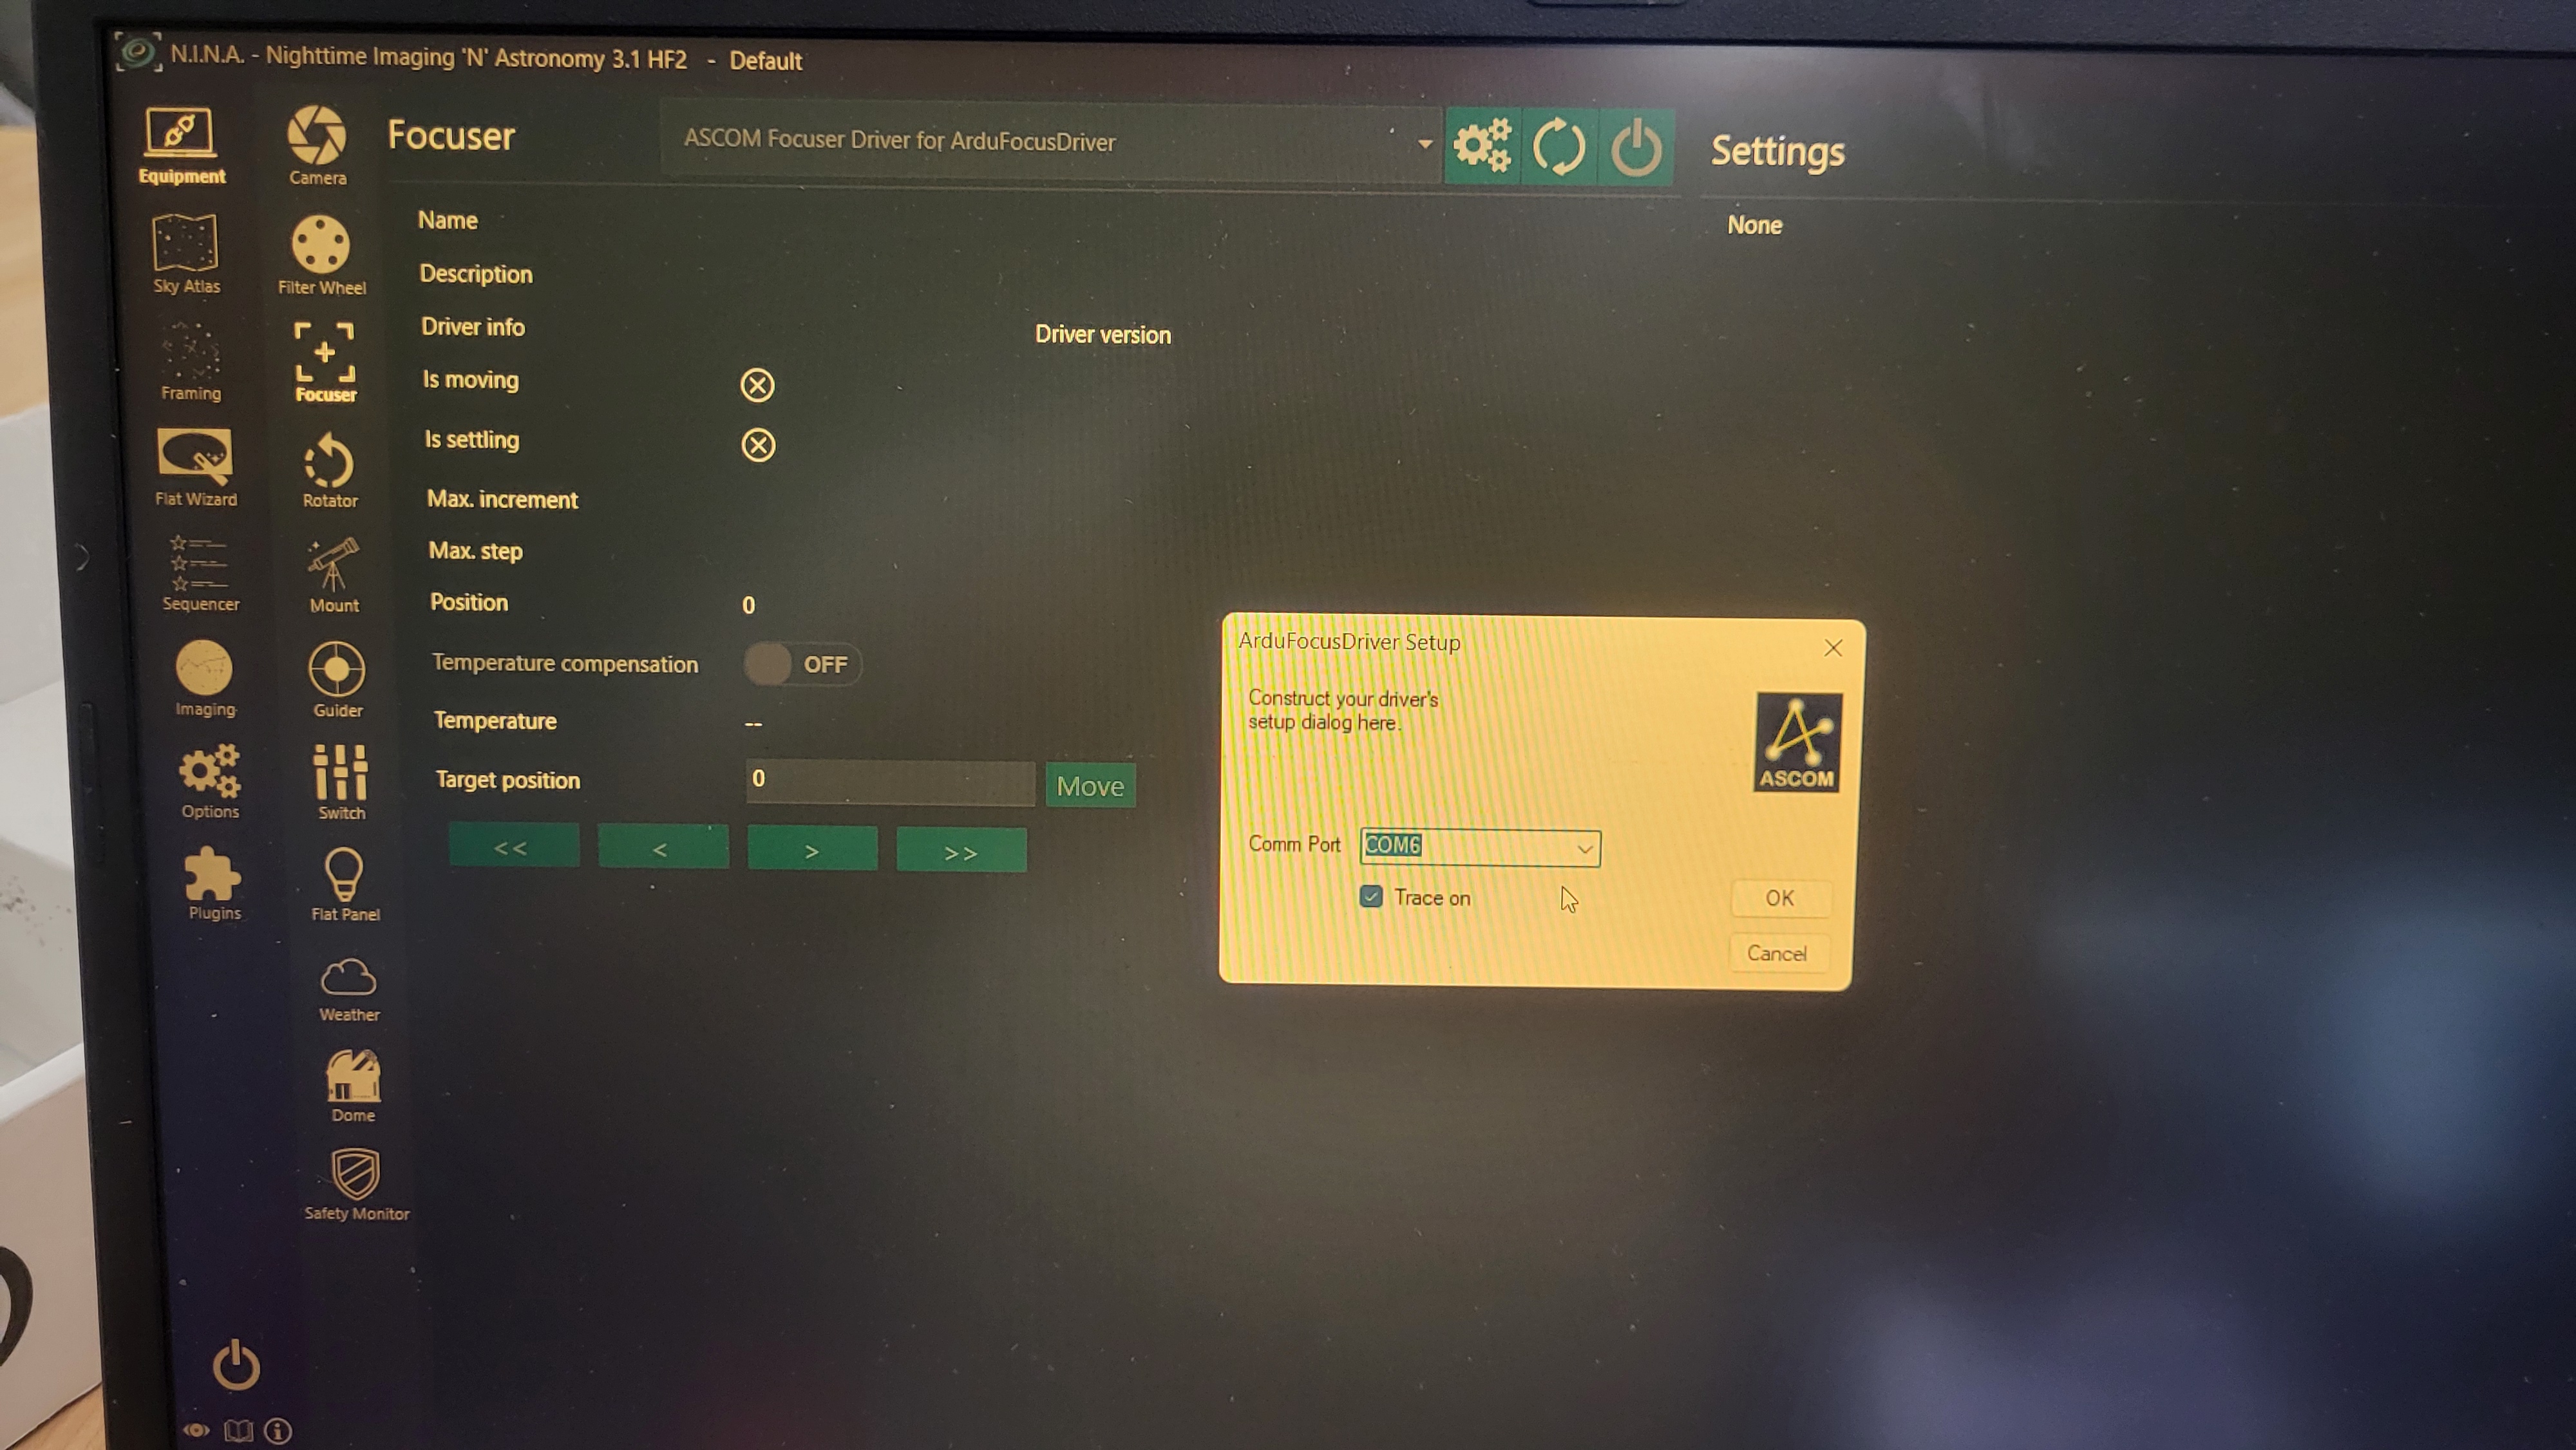 N.I.N.A. - Nighttime Imaging 'N' Astronomy 3.1 HF2 - Default
Equipment
Sky Atlas
Framing
Flat Wizard
Sequencer
Imaging
Options
Plugins
Camera
Filter Wheel
Focuser
Rotator
Mount
Guider
Switch
Flat Panel
Weather
Dome
Safety Monitor
Focuser
ASCOM Focuser Driver for ArduFocusDriver
Name
Description
Driver info
Driver version
Is moving
Is settling
Max. increment
Max. step
Position 0
Temperature compensation OFF
Temperature --
Target position 0 Move
<< < > >>
Settings
None
ArduFocusDriver Setup
Construct your driver's
setup dialog here.
ASCOM
Comm Port COM6
Trace on
OK
Cancel